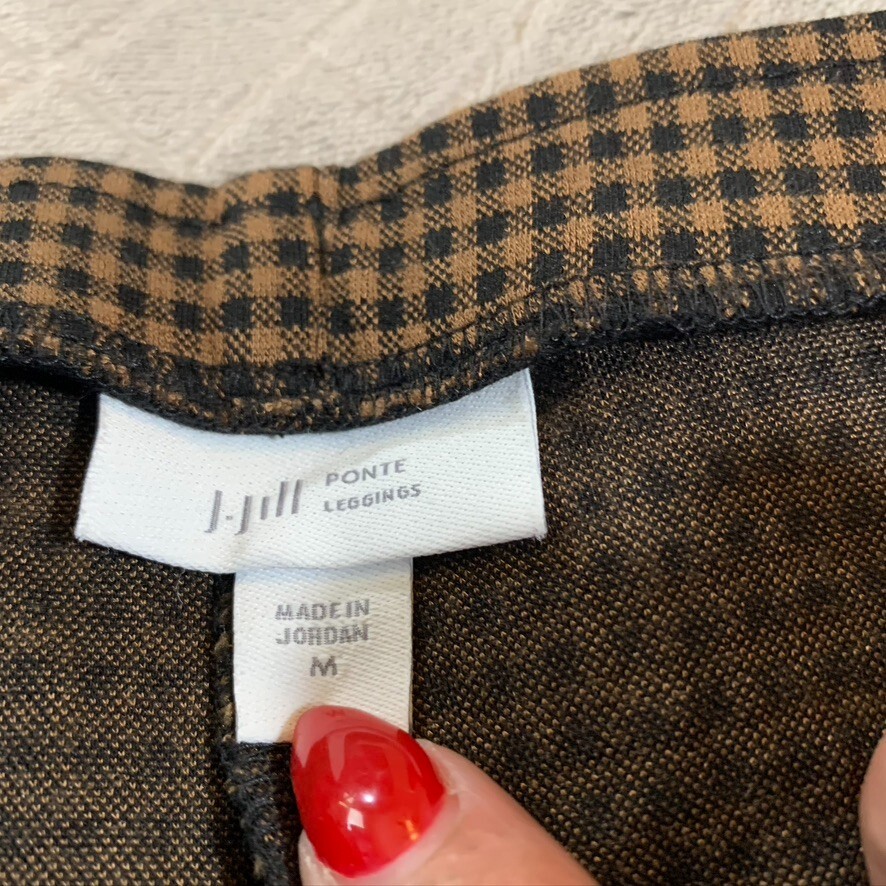 J.Jill PONTE
LEGGINGS
MADE IN
JORDAN
M